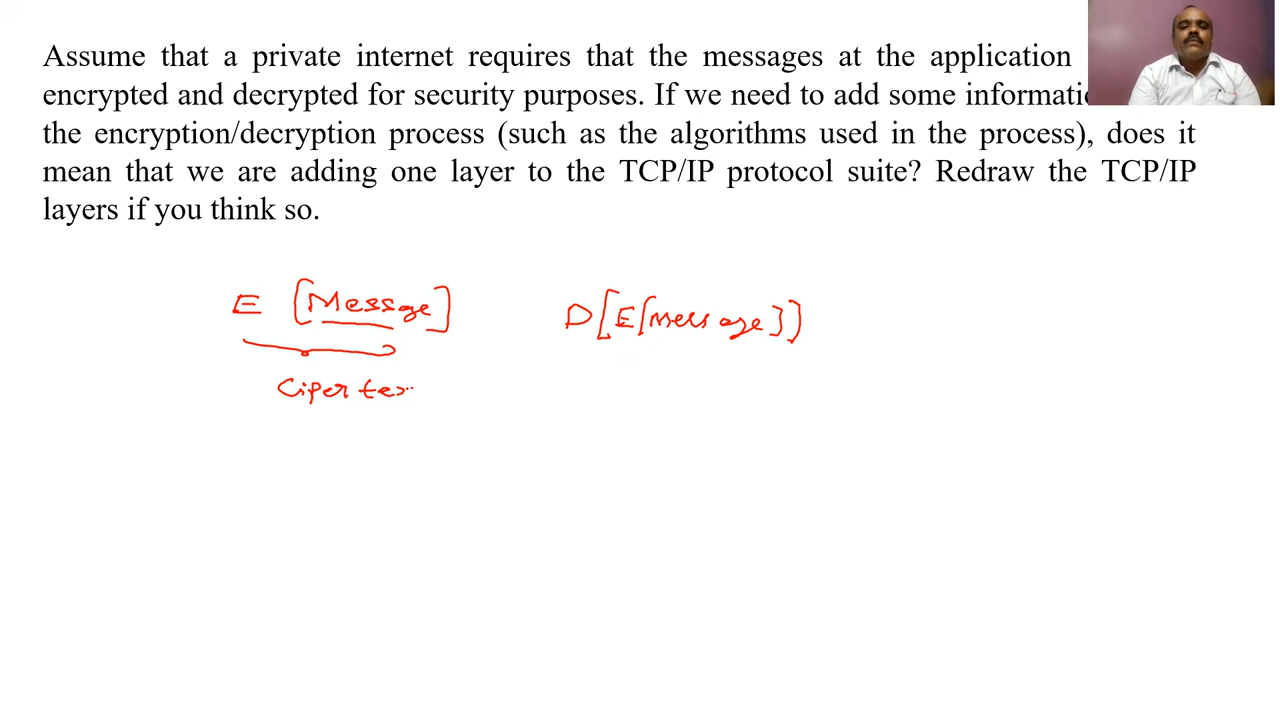 Assume that a private internet requires that the messages at the application
encrypted and decrypted for security purposes. If we need to add some
the encryption/decryption process (such as the algorithms used in the process), does it
mean that we are adding one layer to the TCP/IP protocol suite? Redraw the TCP/IP
layers if you think so.
E [Message] D[E[Message]]
Ciper tex